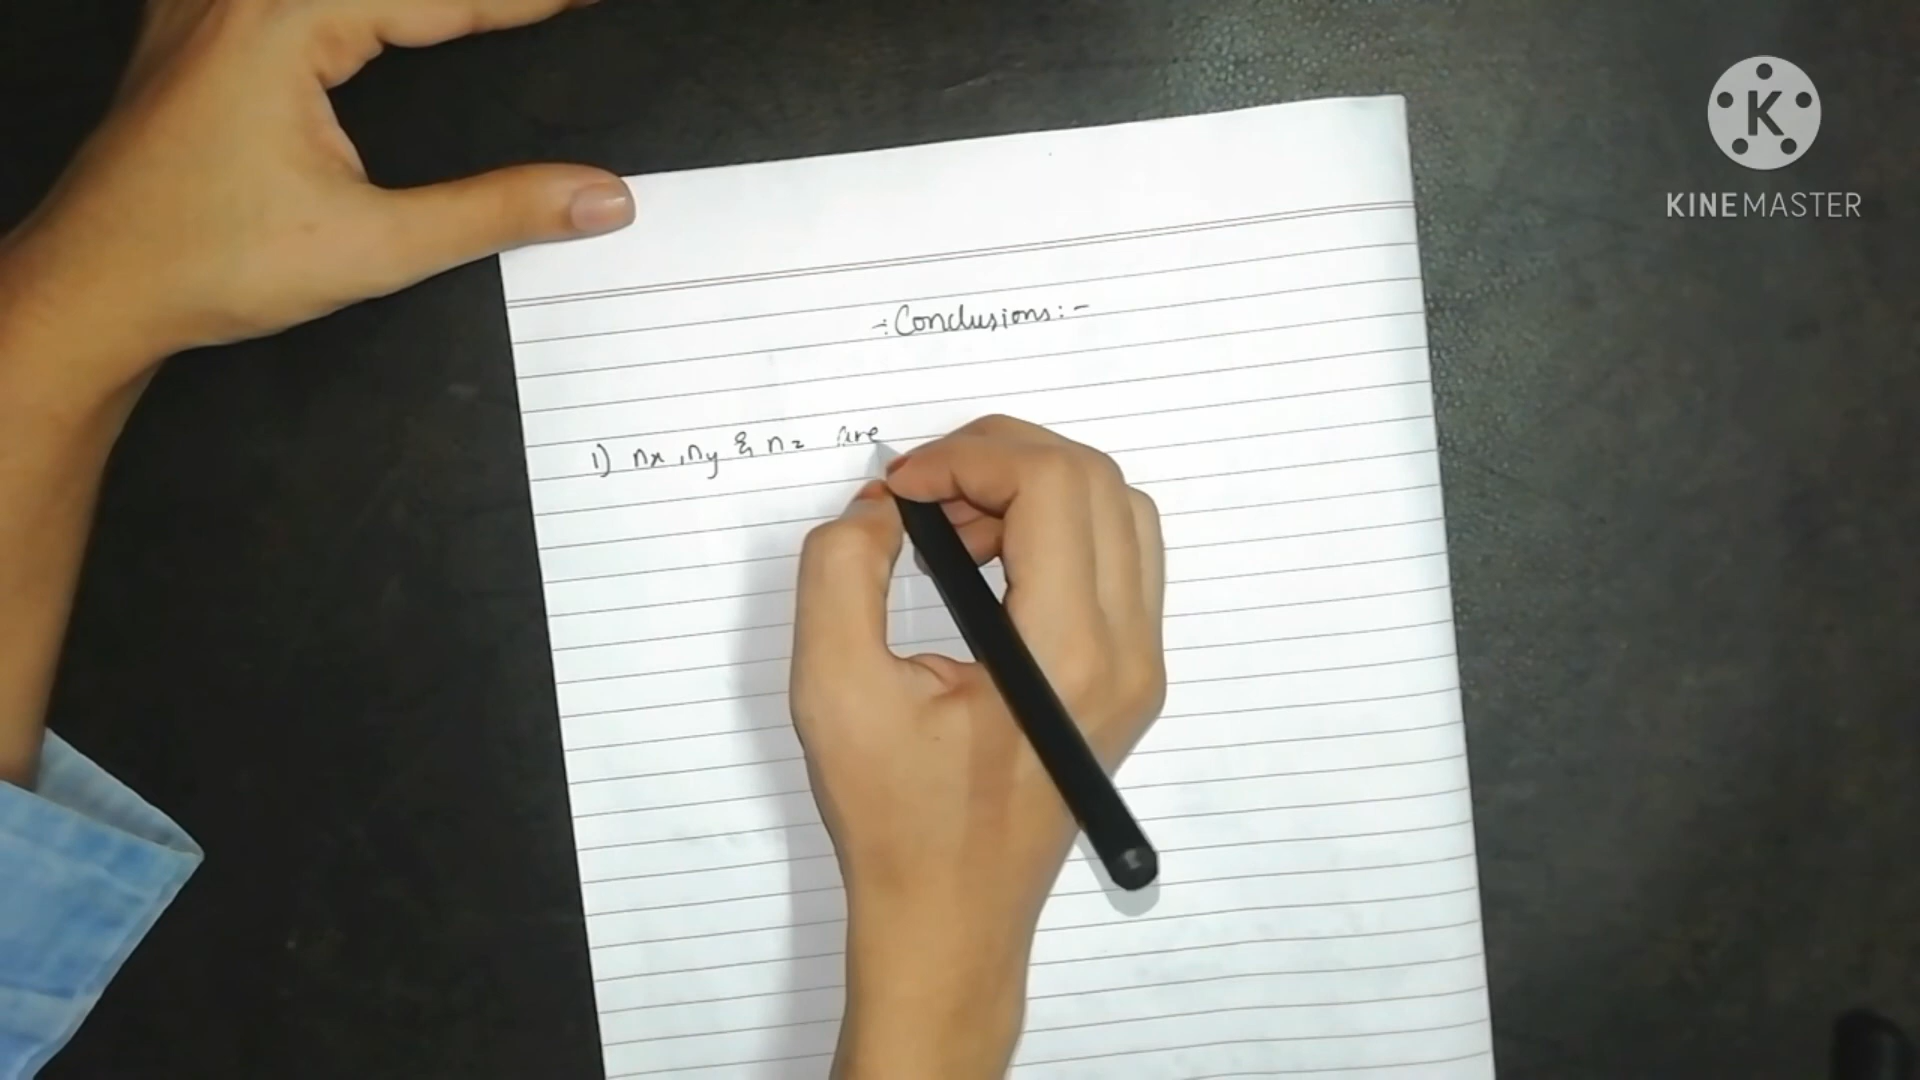 K
KINEMASTER
-:Conclusions:-
1) nx, ny & nz are